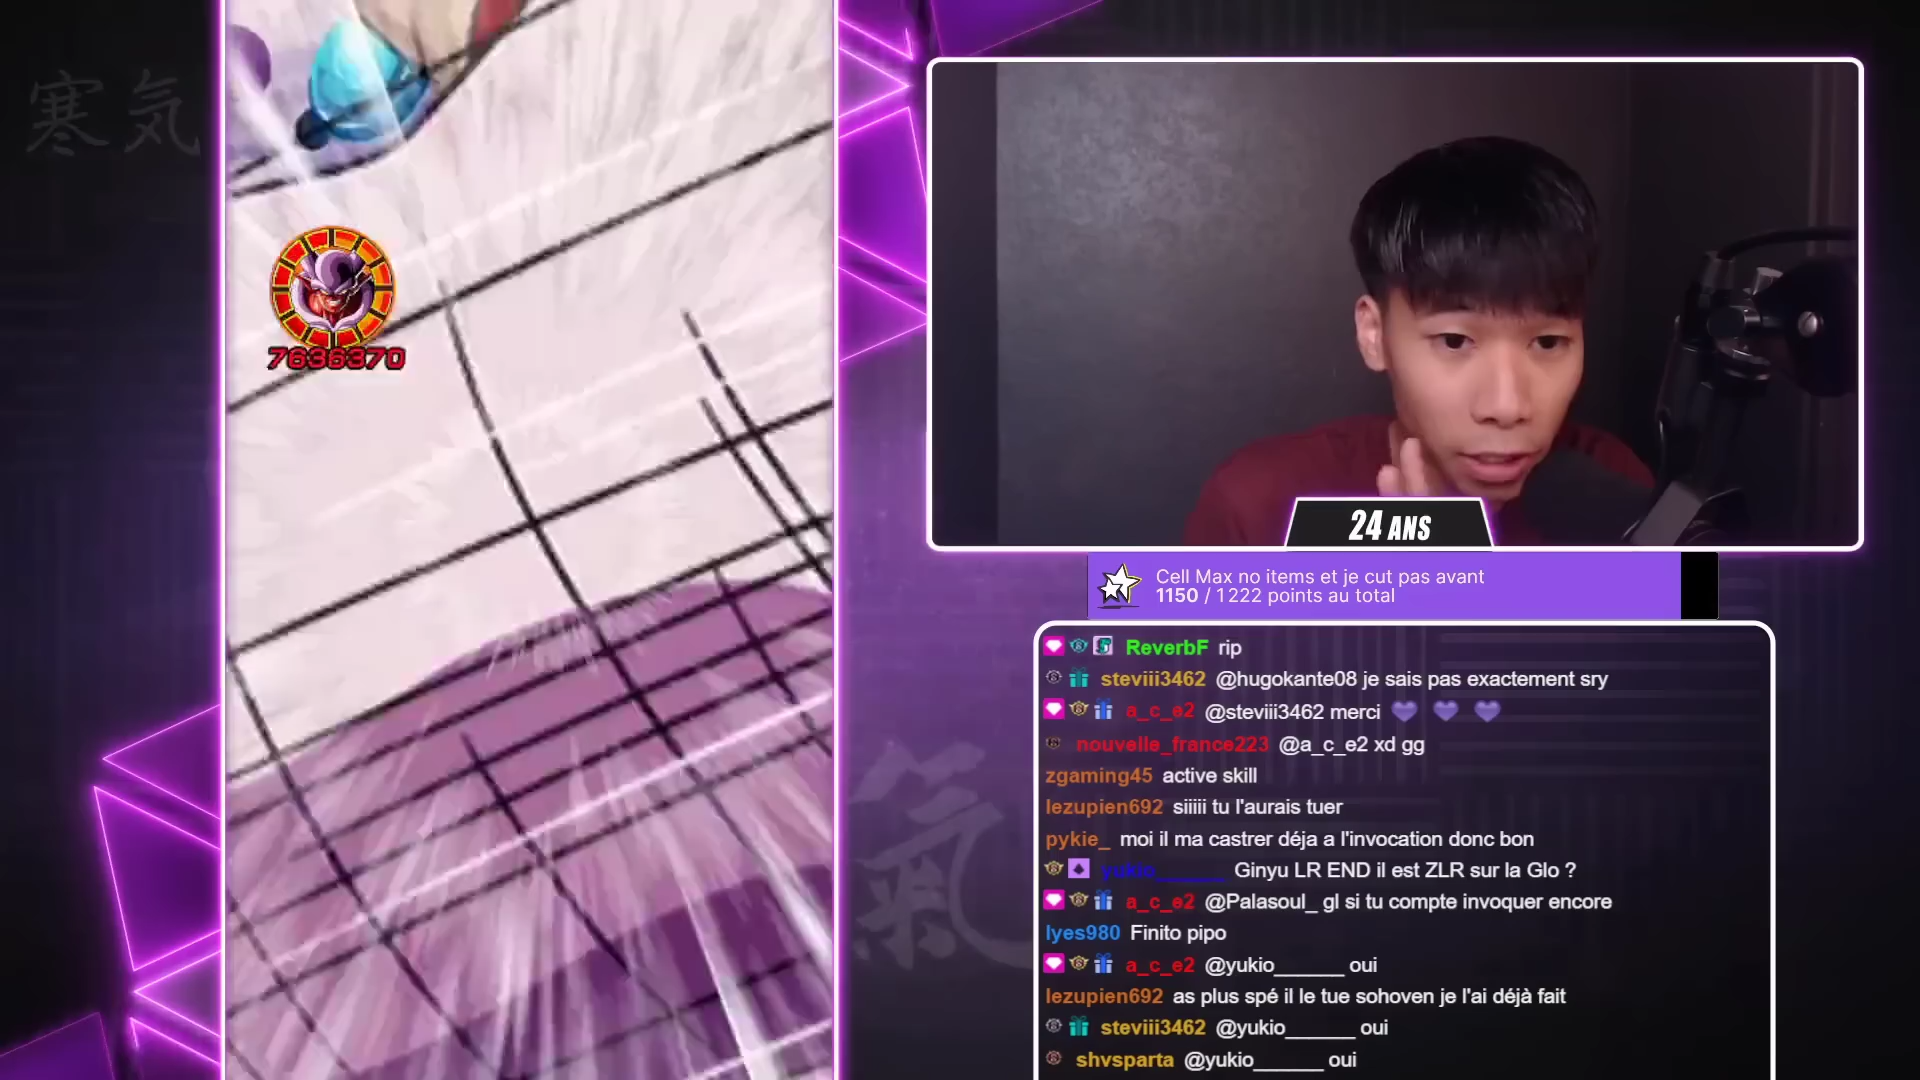 寒気
7636370
氣
24 ANS
Cell Max no items et je cut pas avant
1150 / 1 222 points au total
ReverbF rip
steviii3462 @hugokante08 je sais pas exactement sry
a_c_e2 @steviii3462 merci 💜 💜 💜
nouvelle_france223 @a_c_e2 xd gg
zgaming45 active skill
lezupien692 siiiii tu l'aurais tuer
pykie_ moi il ma castrer déja a l'invocation donc bon
yukio______ Ginyu LR END il est ZLR sur la Glo ?
a_c_e2 @Palasoul_ gl si tu compte invoquer encore
lyes980 Finito pipo
a_c_e2 @yukio______ oui
lezupien692 as plus spé il le tue sohoven je l'ai déjà fait
steviii3462 @yukio______ oui
shvsparta @yukio______ oui